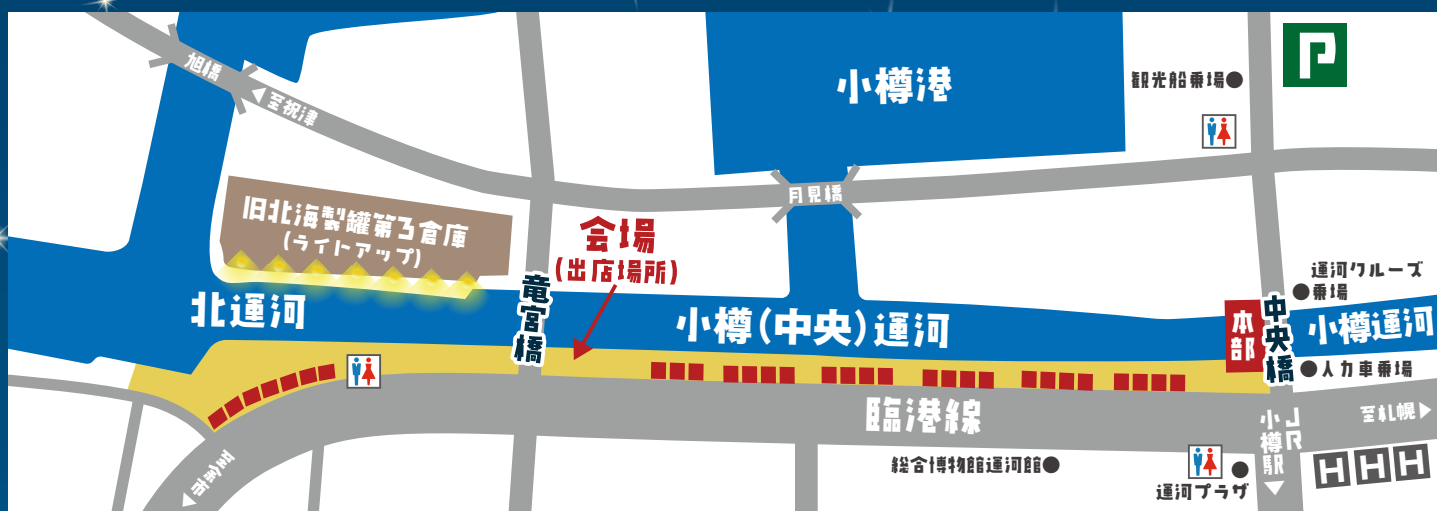 旭橋
◀至祝津
小樽港
観光船乗場●
P
月見橋
旧北海製罐第3倉庫
(ライトアップ)
会場
(出店場所)
竜宮橋
北運河
小樽(中央)運河
本部
中央橋
運河クルーズ
●乗場
小樽運河
●人力車乗場
臨港線
至札幌▶
JR
小樽駅
▼
総合博物館運河館●
運河プラザ
HHH